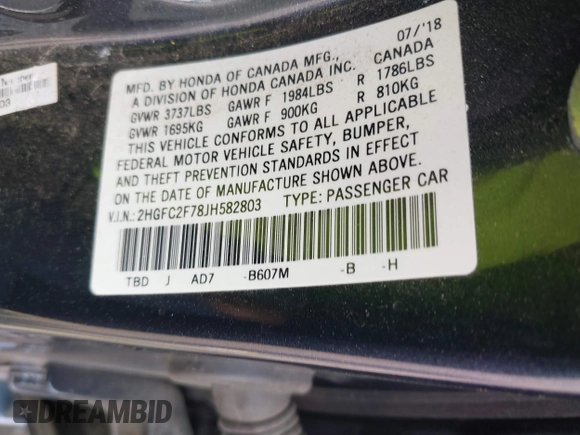 MFD. BY HONDA OF CANADA MFG., 07/'18
A DIVISION OF HONDA CANADA INC. CANADA
GVWR 3737LBS GAWR F 1984LBS R 1786LBS
GVWR 1695KG GAWR F 900KG R 810KG
THIS VEHICLE CONFORMS TO ALL APPLICABLE
FEDERAL MOTOR VEHICLE SAFETY, BUMPER,
AND THEFT PREVENTION STANDARDS IN EFFECT
ON THE DATE OF MANUFACTURE SHOWN ABOVE.
V.I.N.: 2HGFC2F78JH582803 TYPE: PASSENGER CAR
TBD J AD7 -B607M -B -H
DREAMBID